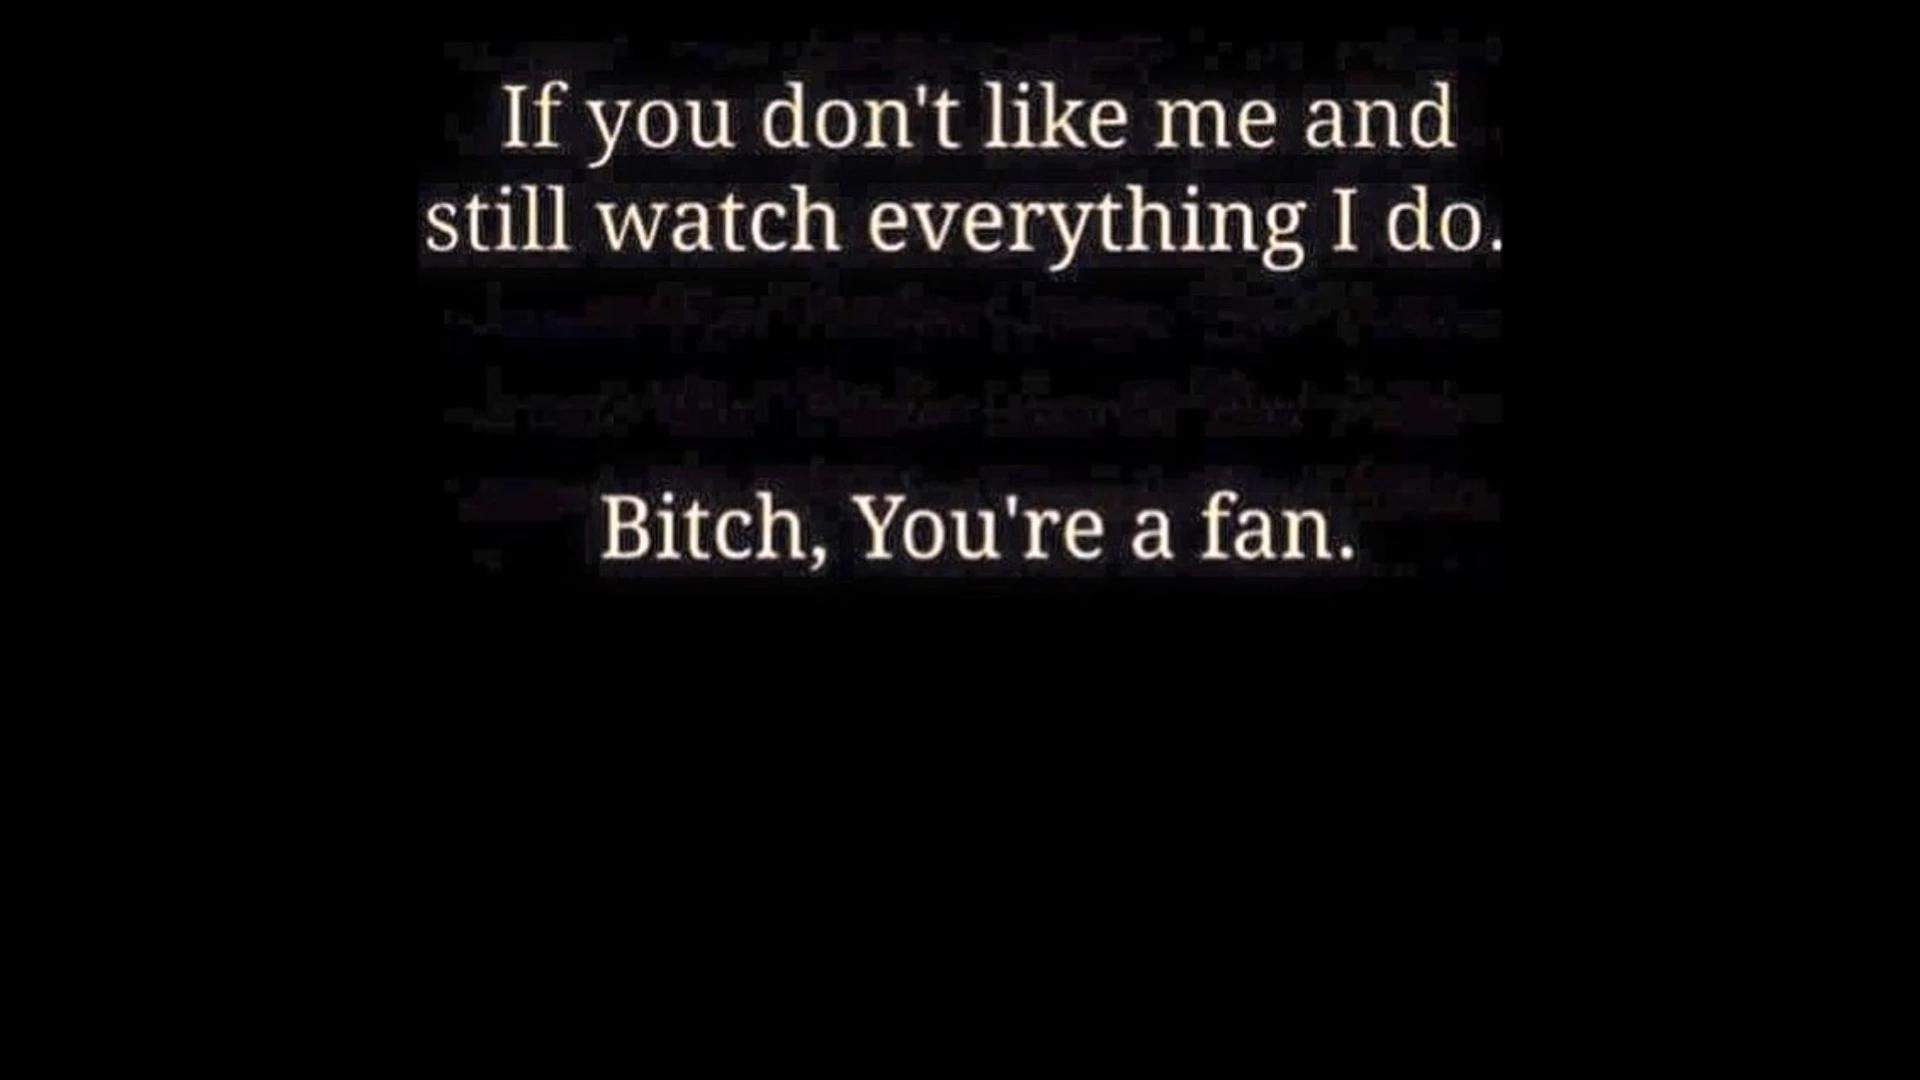 If you don't like me and
still watch everything I do.
Bitch, You're a fan.